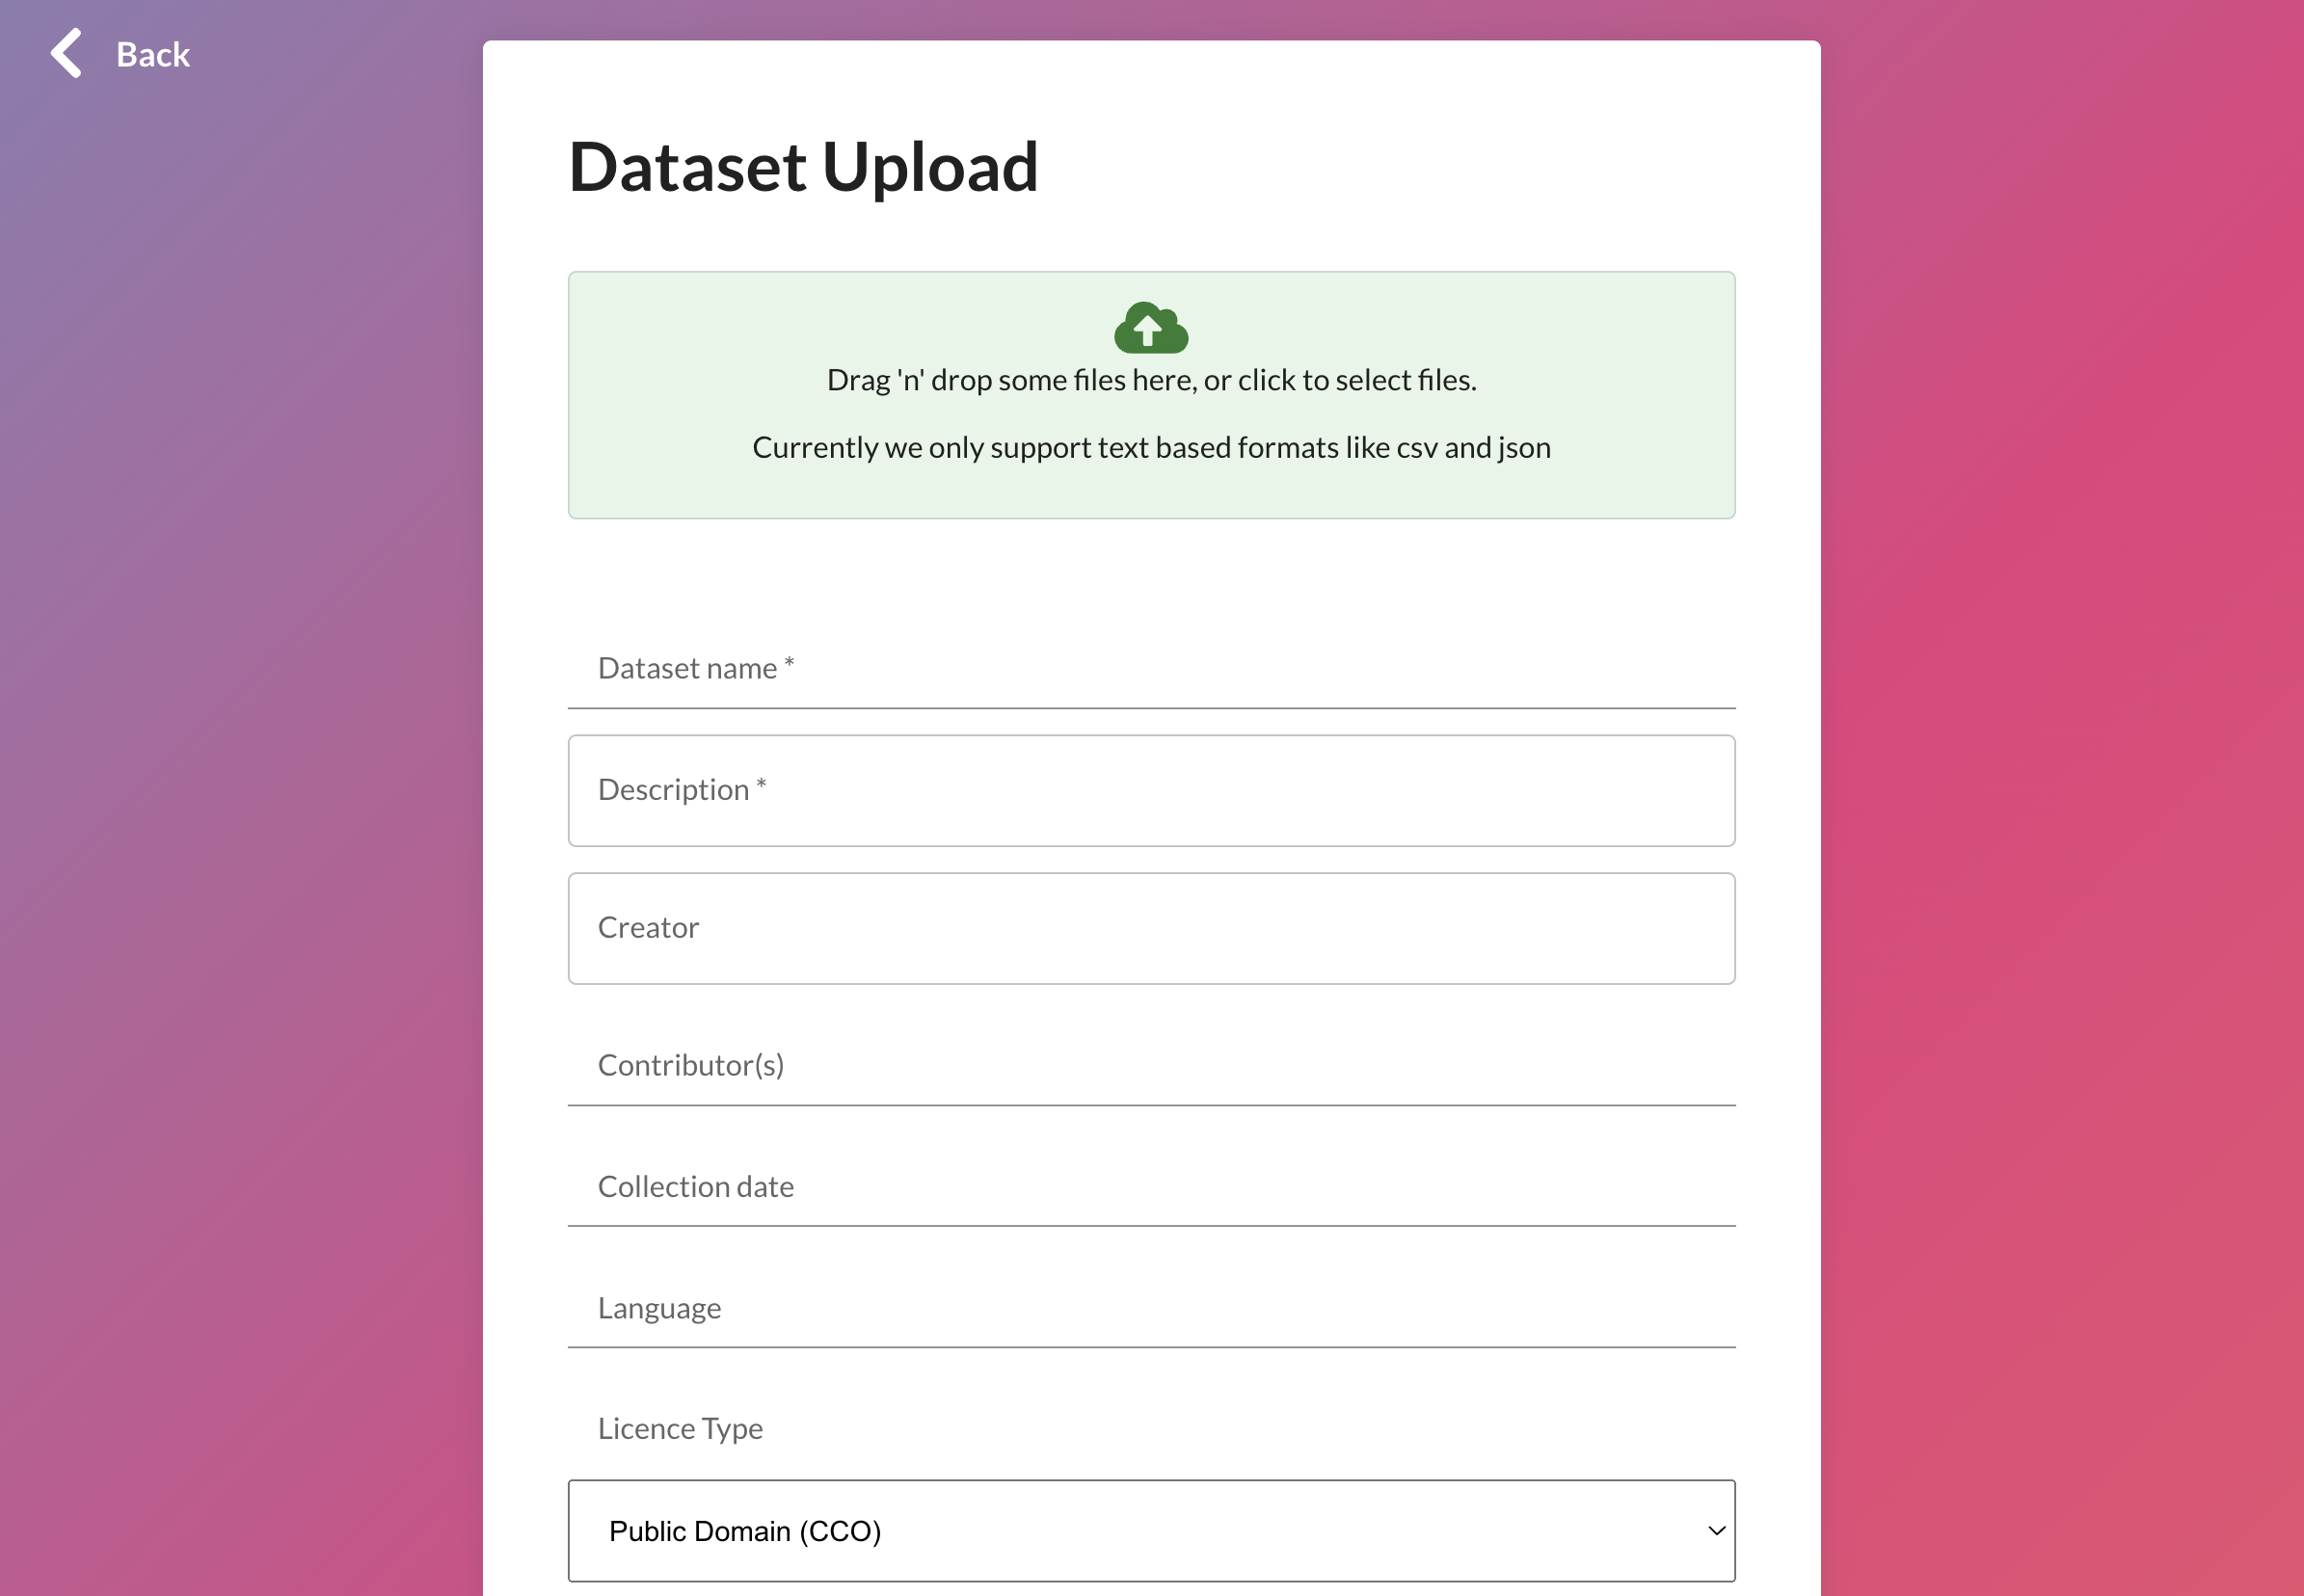 Back
Dataset Upload
Drag 'n' drop some files here, or click to select files.
Currently we only support text based formats like csv and json
Dataset name *
Description *
Creator
Contributor(s)
Collection date
Language
Licence Type
Public Domain (CCO)